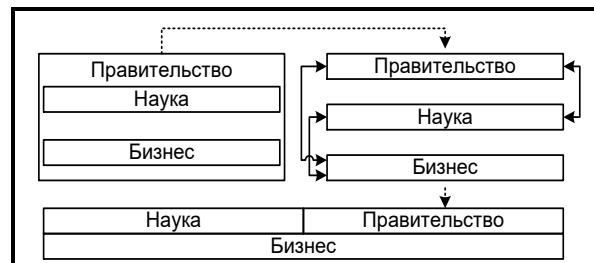 Правительство
Наука
Бизнес
Правительство
Наука
Бизнес
Наука Правительство
Бизнес